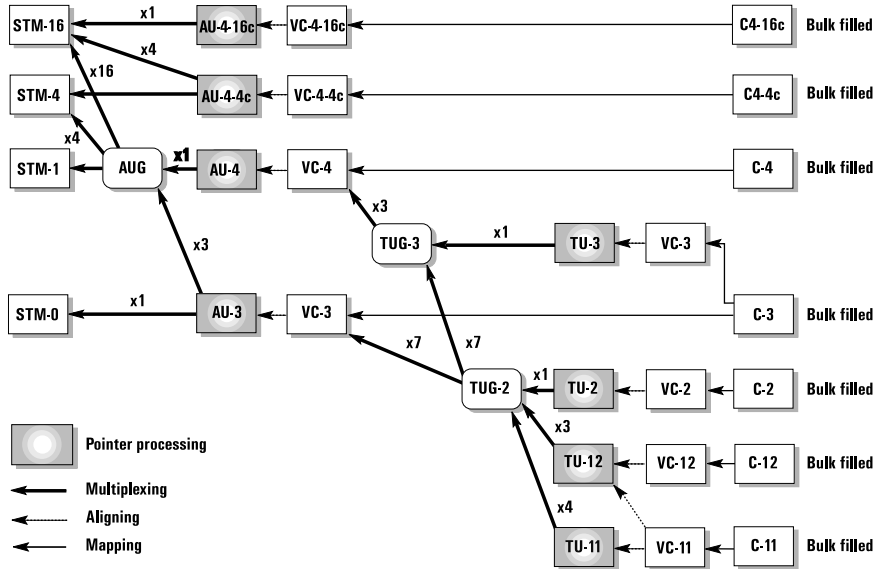 STM-16 x1 AU-4-16c VC-4-16c C4-16c Bulk filled
x4
x16
STM-4 AU-4-4c VC-4-4c C4-4c Bulk filled
x4
STM-1 AUG x1 AU-4 VC-4 C-4 Bulk filled
x3
TUG-3 x1 TU-3 VC-3
x3
STM-0 x1 AU-3 VC-3 C-3 Bulk filled
x7 x7
TUG-2 x1 TU-2 VC-2 C-2 Bulk filled
x3
Pointer processing
TU-12 VC-12 C-12 Bulk filled
Multiplexing
x4
Aligning
Mapping
TU-11 VC-11 C-11 Bulk filled